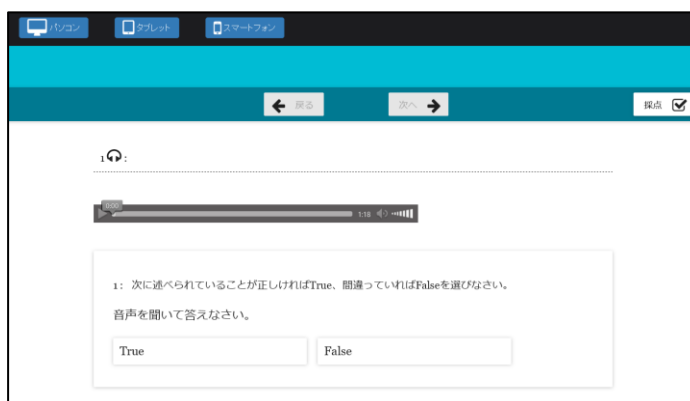 パソコン
タブレット
スマートフォン
戻る
次へ
採点
1 :
0:00
1:18
1: 次に述べられていることが正しければTrue、間違っていればFalseを選びなさい。
音声を聞いて答えなさい。
True
False